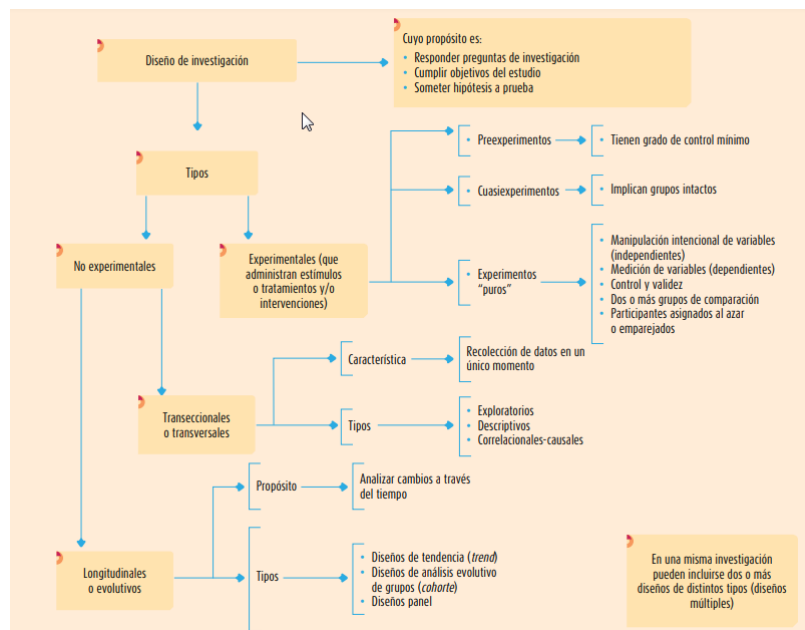 Diseño de investigación
Cuyo propósito es:
• Responder preguntas de investigación
• Cumplir objetivos del estudio
• Someter hipótesis a prueba
Tipos
No experimentales
Experimentales (que
administran estímulos
o tratamientos y/o
intervenciones)
• Preexperimentos
• Tienen grado de control mínimo
• Cuasiexperimentos
• Implican grupos intactos
• Experimentos
“puros”
• Manipulación intencional de variables
(independientes)
• Medición de variables (dependientes)
• Control y validez
• Dos o más grupos de comparación
• Participantes asignados al azar
o emparejados
Transeccionales
o transversales
Característica
Recolección de datos en un
único momento
Tipos
• Exploratorios
• Descriptivos
• Correlacionales-causales
Longitudinales
o evolutivos
Propósito
Analizar cambios a través
del tiempo
Tipos
• Diseños de tendencia (trend)
• Diseños de análisis evolutivo
de grupos (cohorte)
• Diseños panel
En una misma investigación
pueden incluirse dos o más
diseños de distintos tipos (diseños
múltiples)